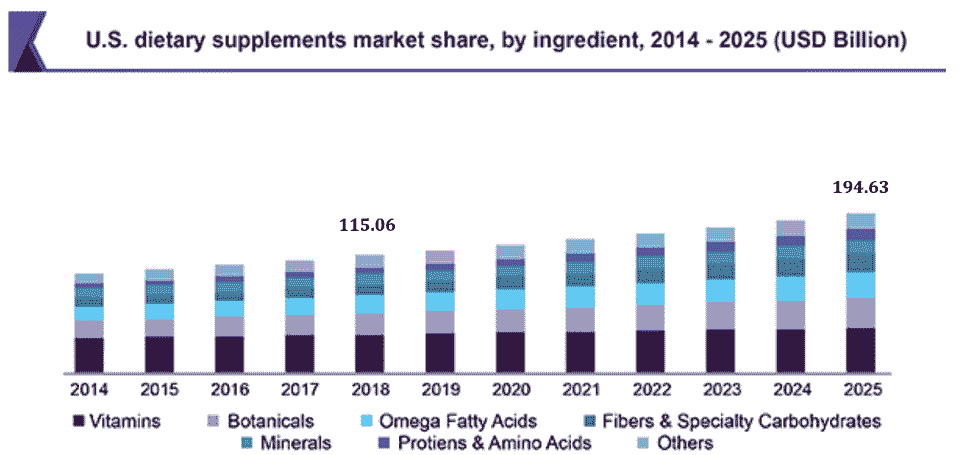 U.S. dietary supplements market share, by ingredient, 2014 - 2025 (USD Billion)
194.63
115.06
2014 2015 2016 2017 2018 2019 2020 2021 2022 2023 2024 2025
Vitamins Botanicals Omega Fatty Acids Fibers & Specialty Carbohydrates
Minerals Protiens & Amino Acids Others